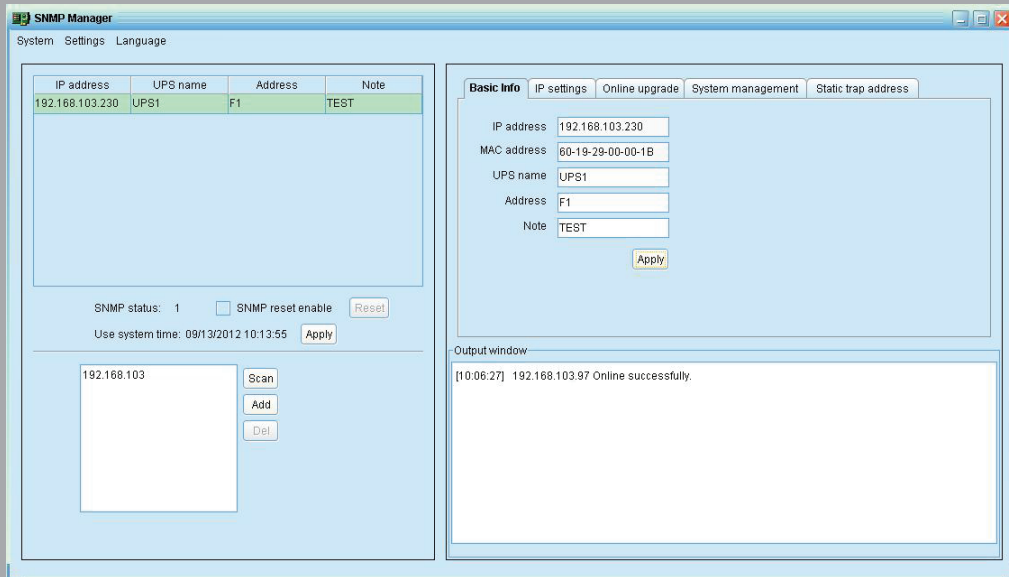 SNMP Manager
System Settings Language
IP address UPS name Address Note
192.168.103.230 UPS1 F1 TEST
SNMP status: 1 SNMP reset enable Reset
Use system time: 09/13/2012 10:13:55 Apply
192.168.103
Scan
Add
Del
Basic Info IP settings Online upgrade System management Static trap address
IP address 192.168.103.230
MAC address 60-19-29-00-00-1B
UPS name UPS1
Address F1
Note TEST
Apply
Output window
[10:06:27] 192.168.103.97 Online successfully.